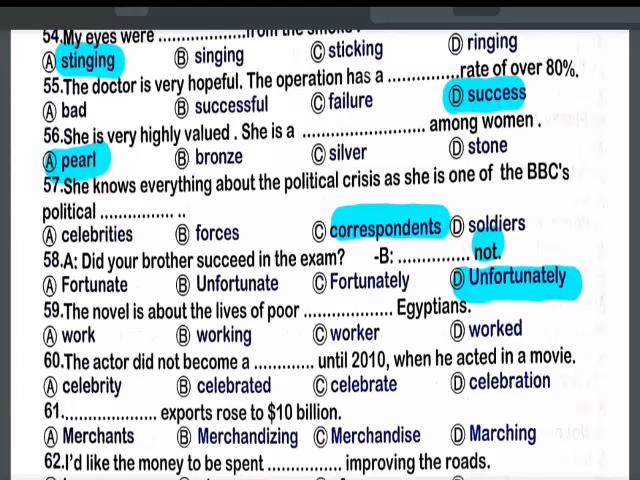 54.My eyes were .....................from the smoke .
Ⓐ stinging Ⓑ singing Ⓒ sticking Ⓓ ringing
55.The doctor is very hopeful. The operation has a .............rate of over 80%.
Ⓐ bad Ⓑ successful Ⓒ failure Ⓓ success
56.She is very highly valued . She is a ......................... among women .
Ⓐ pearl Ⓑ bronze Ⓒ silver Ⓓ stone
57.She knows everything about the political crisis as she is one of the BBC's
political ................. ..
Ⓐ celebrities Ⓑ forces Ⓒ correspondents Ⓓ soldiers
58.A: Did your brother succeed in the exam? -B: ............... not.
Ⓐ Fortunate Ⓑ Unfortunate Ⓒ Fortunately Ⓓ Unfortunately
59.The novel is about the lives of poor .................. Egyptians.
Ⓐ work Ⓑ working Ⓒ worker Ⓓ worked
60.The actor did not become a ............. until 2010, when he acted in a movie.
Ⓐ celebrity Ⓑ celebrated Ⓒ celebrate Ⓓ celebration
61.................... exports rose to $10 billion.
Ⓐ Merchants Ⓑ Merchandizing Ⓒ Merchandise Ⓓ Marching
62.I'd like the money to be spent ............... improving the roads.